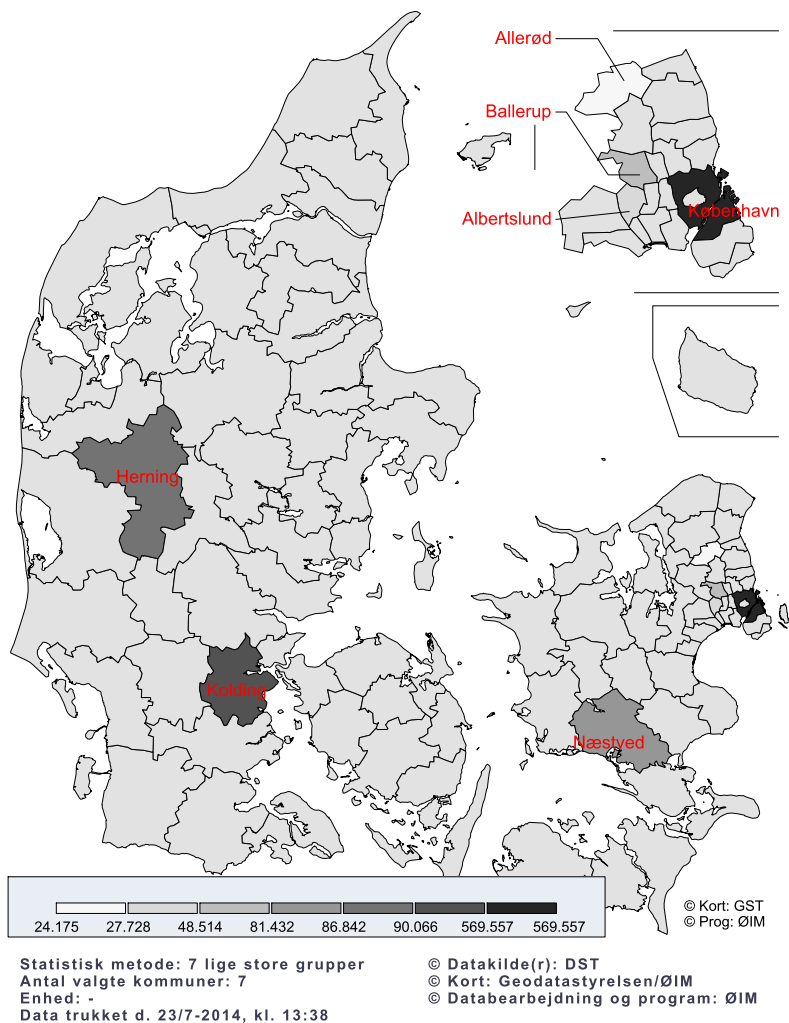 Allerød
Ballerup
Albertslund
København
Herning
Kolding
Næstved
24.175 27.728 48.514 81.432 86.842 90.066 569.557 569.557
© Kort: GST
© Prog: ØIM
Statistisk metode: 7 lige store grupper
Antal valgte kommuner: 7
Enhed: -
Data trukket d. 23/7-2014, kl. 13:38
© Datakilde(r): DST
© Kort: Geodatastyrelsen/ØIM
© Databearbejdning og program: ØIM